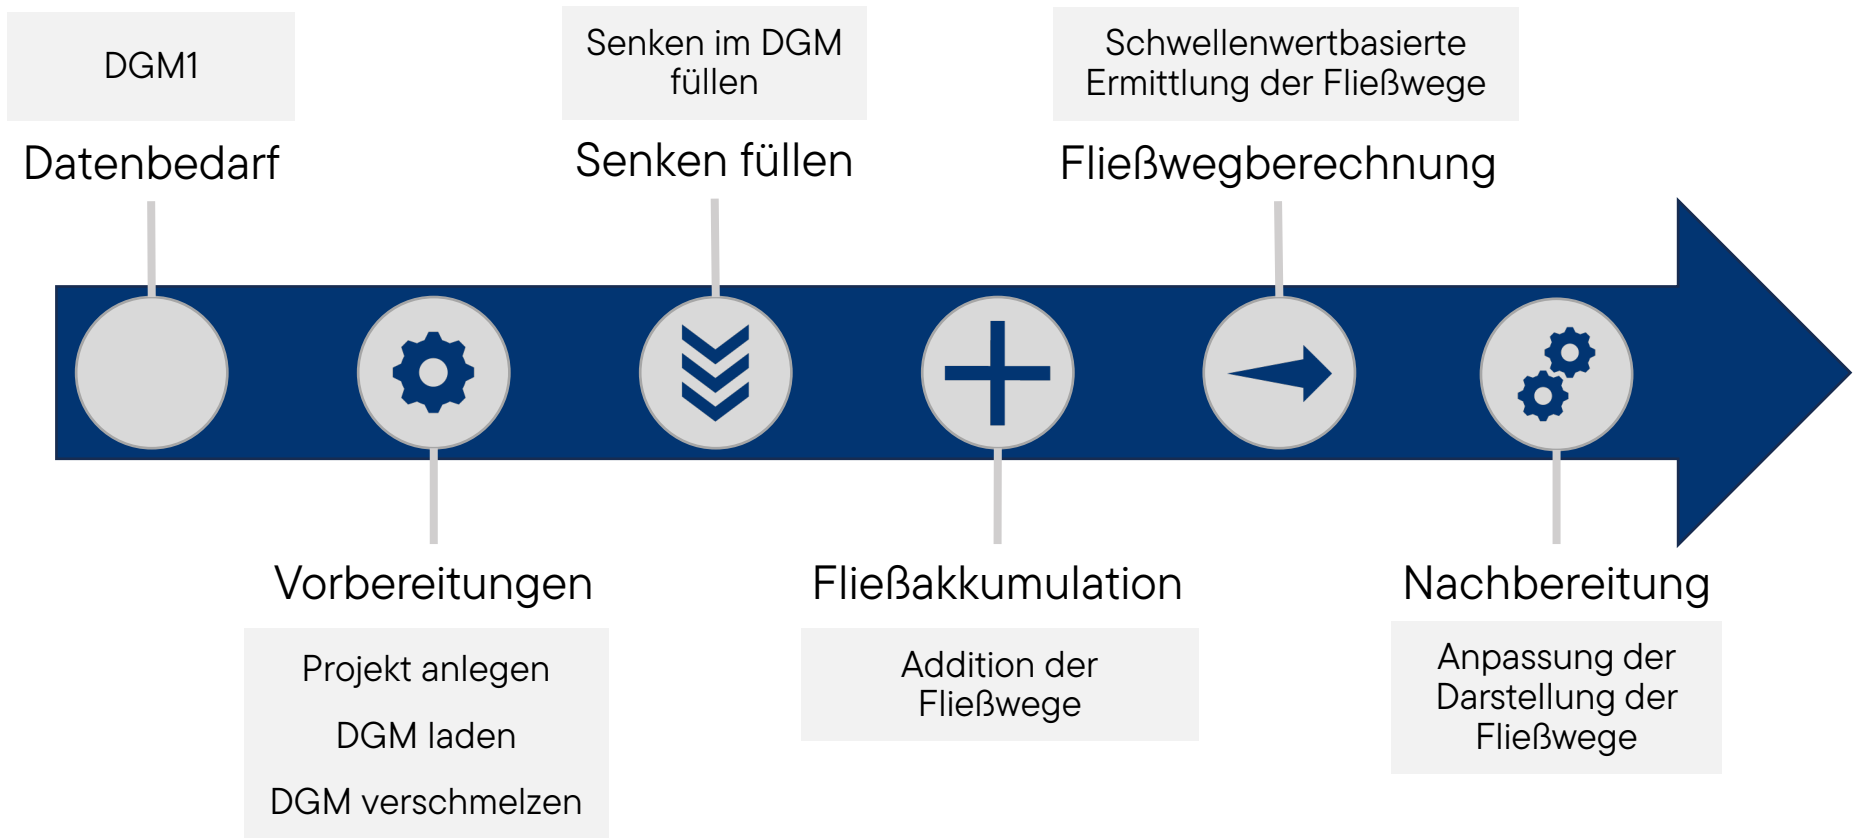 DGM1
Datenbedarf
Senken im DGM
füllen
Senken füllen
Schwellenwertbasierte
Ermittlung der Fließwege
Fließwegberechnung
Vorbereitungen
Projekt anlegen
DGM laden
DGM verschmelzen
Fließakkumulation
Addition der
Fließwege
Nachbereitung
Anpassung der
Darstellung der
Fließwege